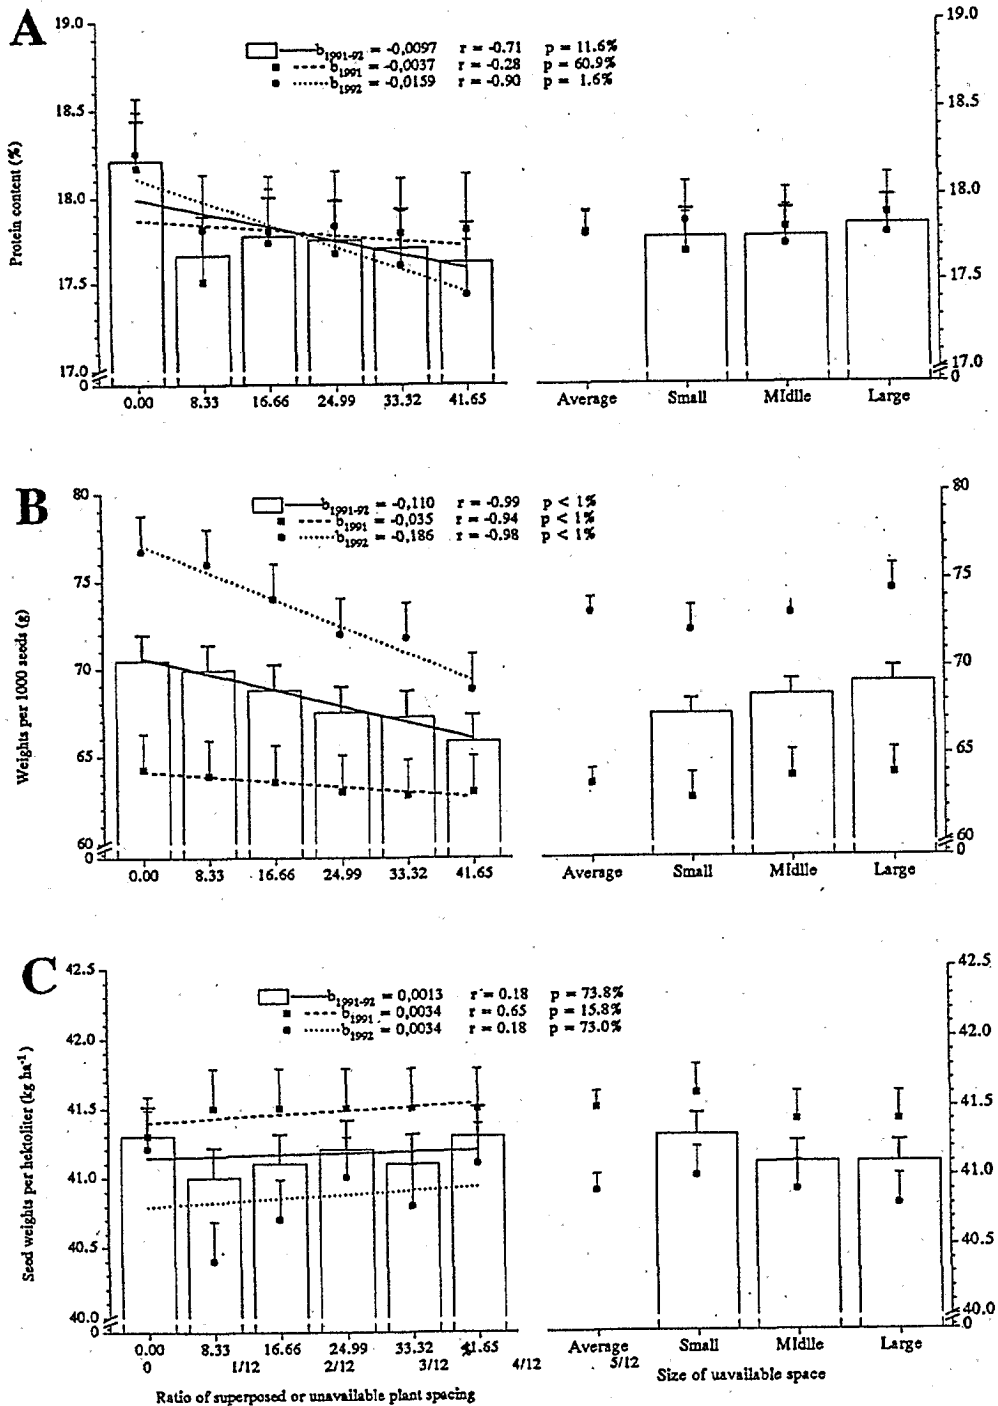 A
19.0
18.5
18.0
17.5
17.0
0
Protein content (%)
b1991-92 = -0,0097 r = -0.71 p = 11.6%
b1991 = -0,0037 r = -0.28 p = 60.9%
b1992 = -0,0159 r = -0.90 p = 1.6%
0.00 8.33 16.66 24.99 33.32 41.65
Average Small MIdlle Large
19.0
18.5
18.0
17.5
17.0
0
B
80
75
70
65
60
0
Weights per 1000 seeds (g)
b1991-92 = -0,110 r = -0.99 p < 1%
b1991 = -0,035 r = -0.94 p < 1%
b1992 = -0,186 r = -0.98 p < 1%
0.00 8.33 16.66 24.99 33.32 41.65
Average Small MIdlle Large
80
75
70
65
60
0
C
42.5
42.0
41.5
41.0
40.5
40.0
0
Seed weights per hektoliter (kg ha-1)
b1991-92 = 0,0013 r = 0.18 p = 73.8%
b1991 = 0,0034 r = 0.65 p = 15.8%
b1992 = 0,0034 r = 0.18 p = 73.0%
0.00 8.33 16.66 24.99 33.32 41.65
0 1/12 2/12 3/12 4/12 5/12
Ratio of superposed or unavailable plant spacing
Average Small MIdlle Large
Size of uavailable space
42.5
42.0
41.5
41.0
40.5
40.0
0